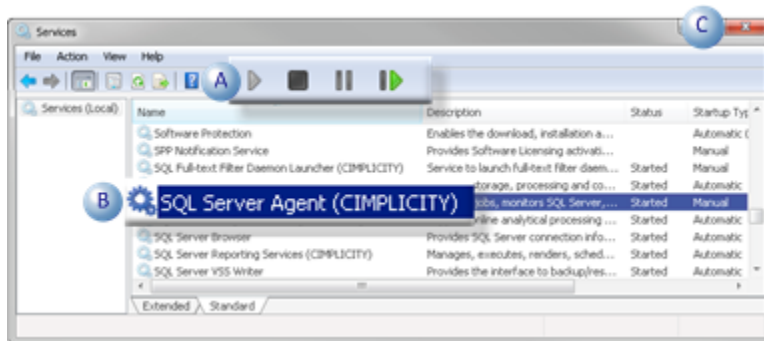 Services
C
File Action View Help
A
Services (Local)
Name Description Status Startup Typ
Software Protection Enables the download, installation a... Automatic (
SPP Notification Service Provides Software Licensing activati... Manual
SQL Full-text Filter Daemon Launcher (CIMPLICITY) Service to launch full-text filter daem... Started Manual
storage, processing and co... Started Automatic
B SQL Server Agent (CIMPLICITY) jobs, monitors SQL Server,... Started Manual
online analytical processing ... Started Automatic
SQL Server Browser Provides SQL Server connection info... Started Automatic
SQL Server Reporting Services (CIMPLICITY) Manages, executes, renders, sched... Started Automatic
SQL Server VSS Writer Provides the interface to backup/res... Started Automatic
Extended Standard